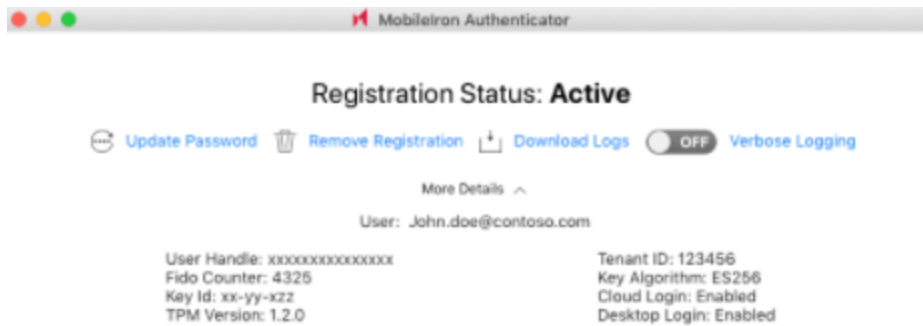 MobileIron Authenticator
Registration Status: Active
Update Password Remove Registration Download Logs OFF Verbose Logging
More Details
User: John.doe@contoso.com
User Handle: xxxxxxxxxxxxxxx Tenant ID: 123456
Fido Counter: 4325 Key Algorithm: ES256
Key Id: xx-yy-xzz Cloud Login: Enabled
TPM Version: 1.2.0 Desktop Login: Enabled